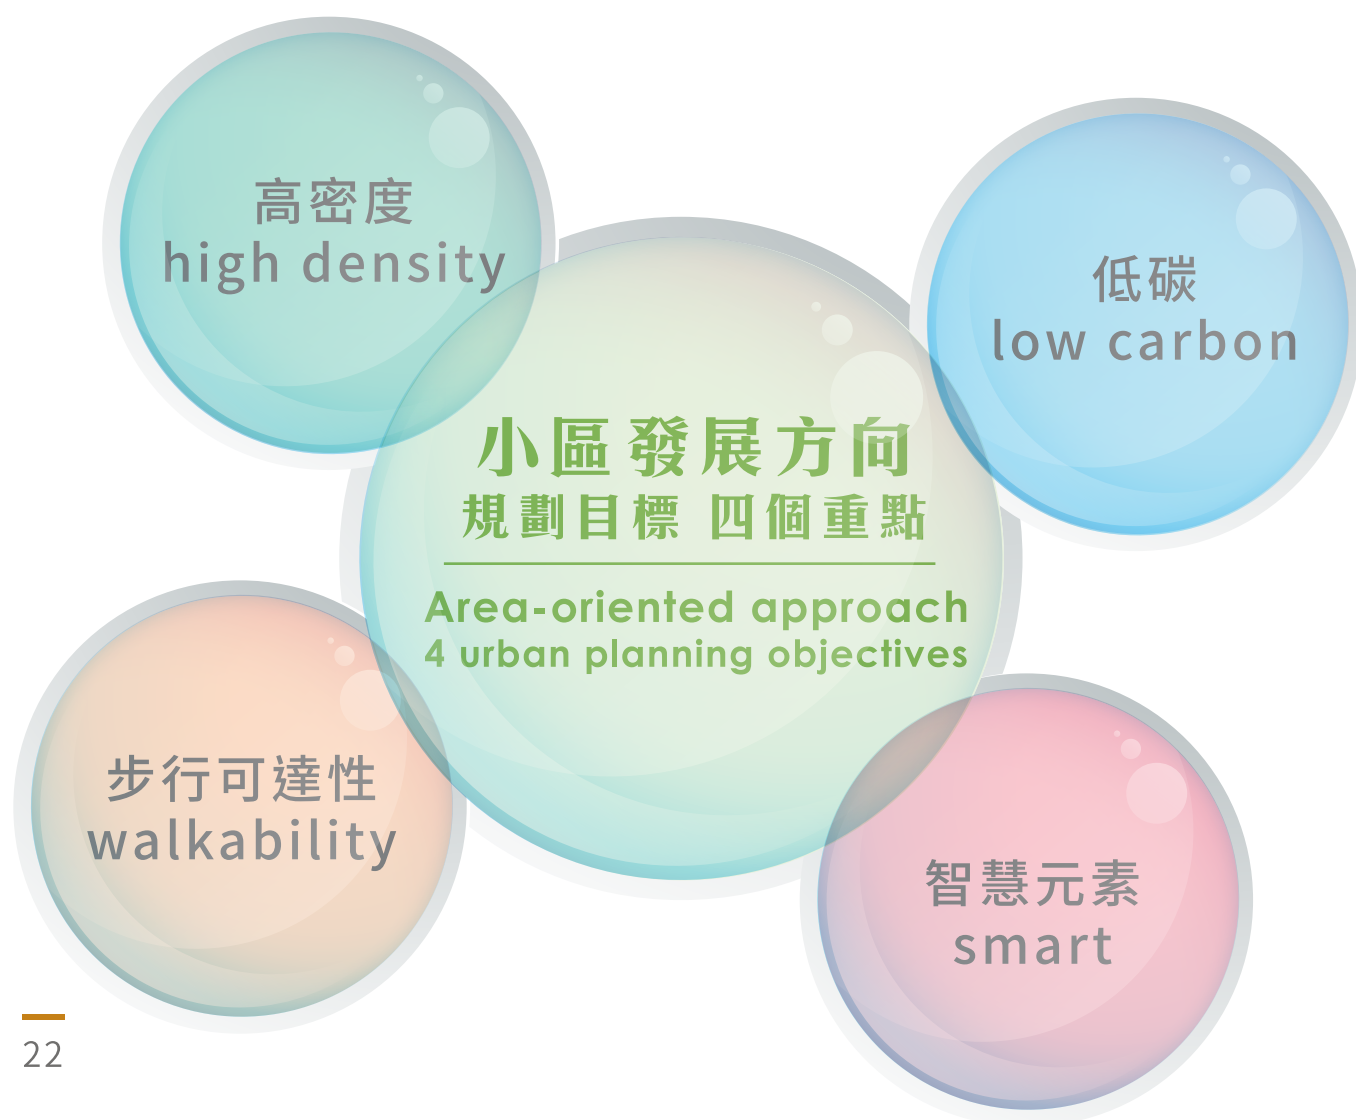 高密度
high density
低碳
low carbon
小區發展方向
規劃目標 四個重點
Area-oriented approach
4 urban planning objectives
步行可達性
walkability
智慧元素
smart
22